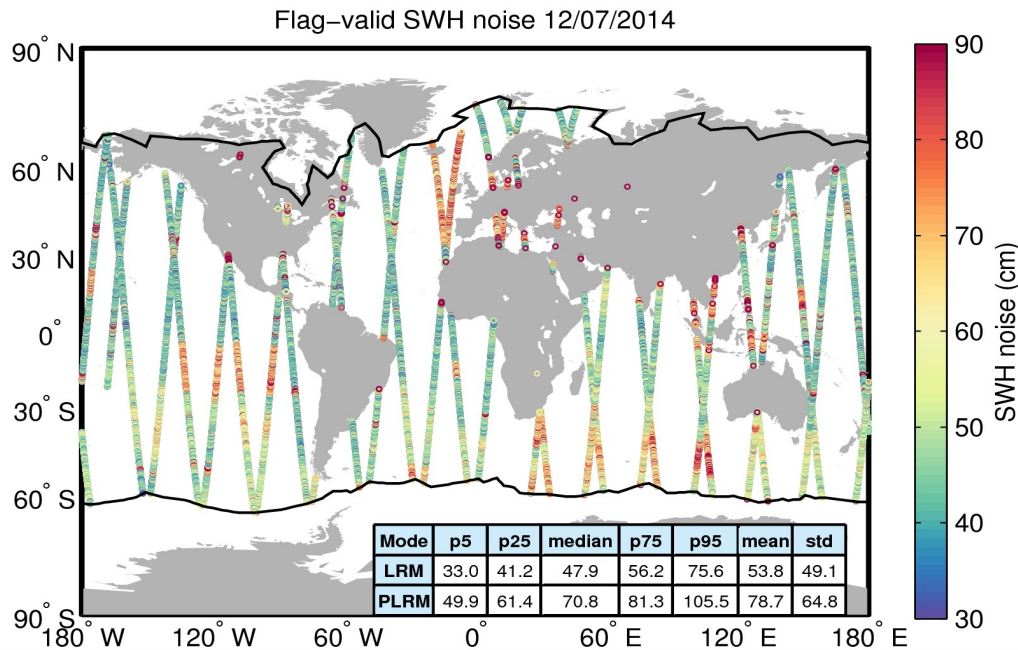 Flag−valid SWH noise 12/07/2014
90° N
60° N
30° N
0°
30° S
60° S
90° S
180° W
120° W
60° W
0°
60° E
120° E
180° E
90
80
70
60
50
40
30
SWH noise (cm)
Mode p5 p25 median p75 p95 mean std
LRM 33.0 41.2 47.9 56.2 75.6 53.8 49.1
PLRM 49.9 61.4 70.8 81.3 105.5 78.7 64.8